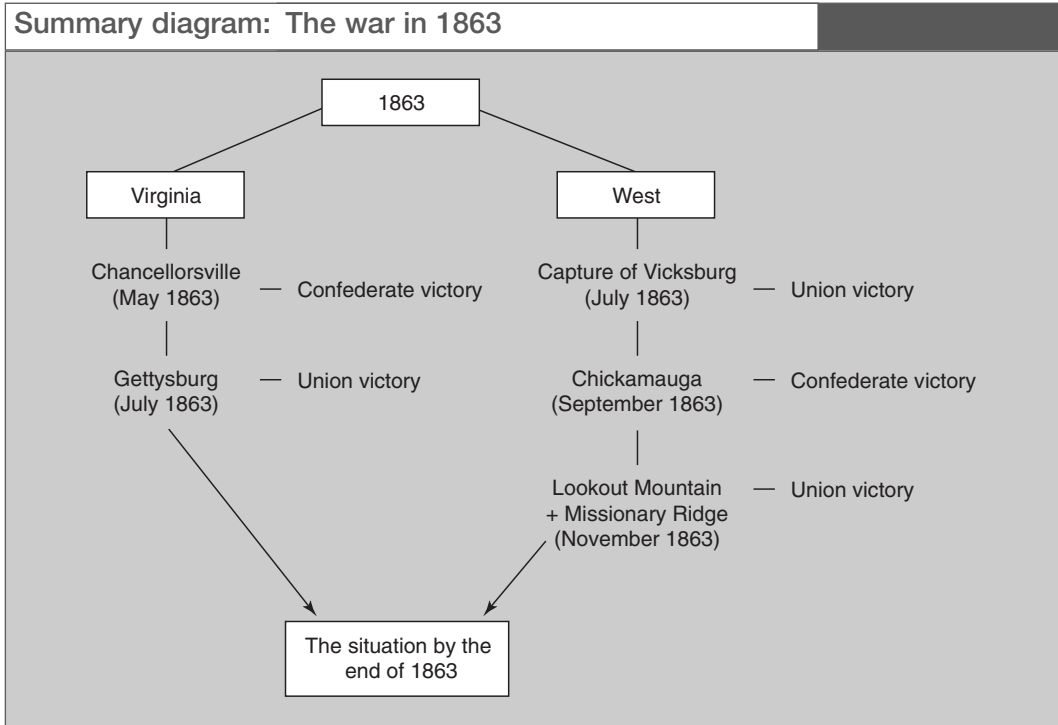 Summary diagram: The war in 1863
1863
Virginia
West
Chancellorsville
(May 1863)
— Confederate victory
Capture of Vicksburg
(July 1863)
— Union victory
Gettysburg
(July 1863)
— Union victory
Chickamauga
(September 1863)
— Confederate victory
Lookout Mountain
+ Missionary Ridge
(November 1863)
— Union victory
The situation by the
end of 1863